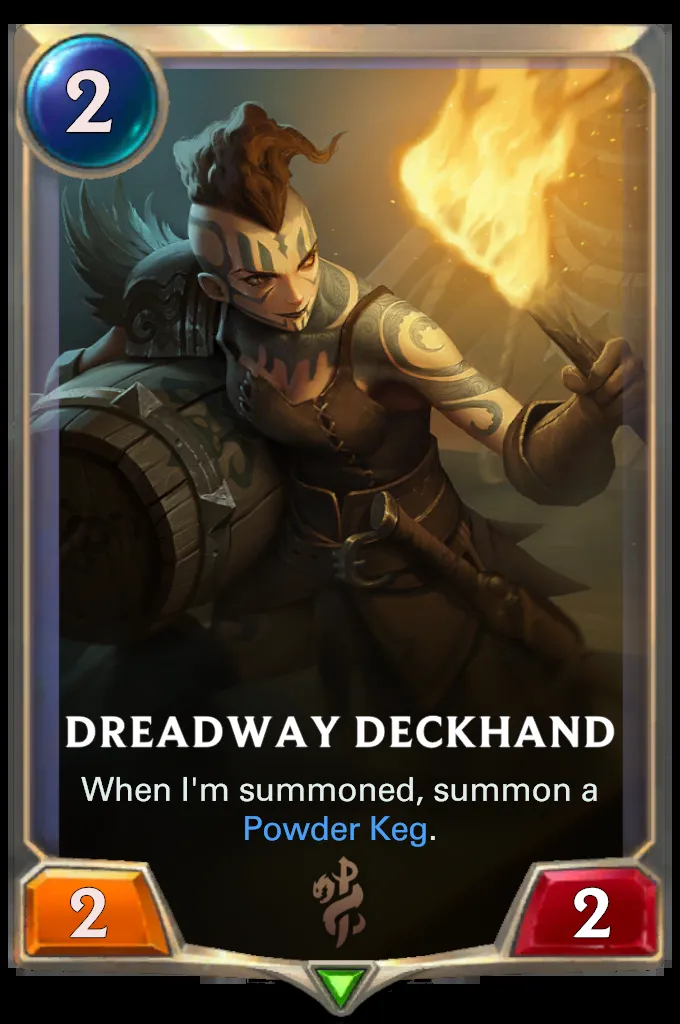 2
DREADWAY DECKHAND
When I'm summoned, summon a
Powder Keg.
2 2